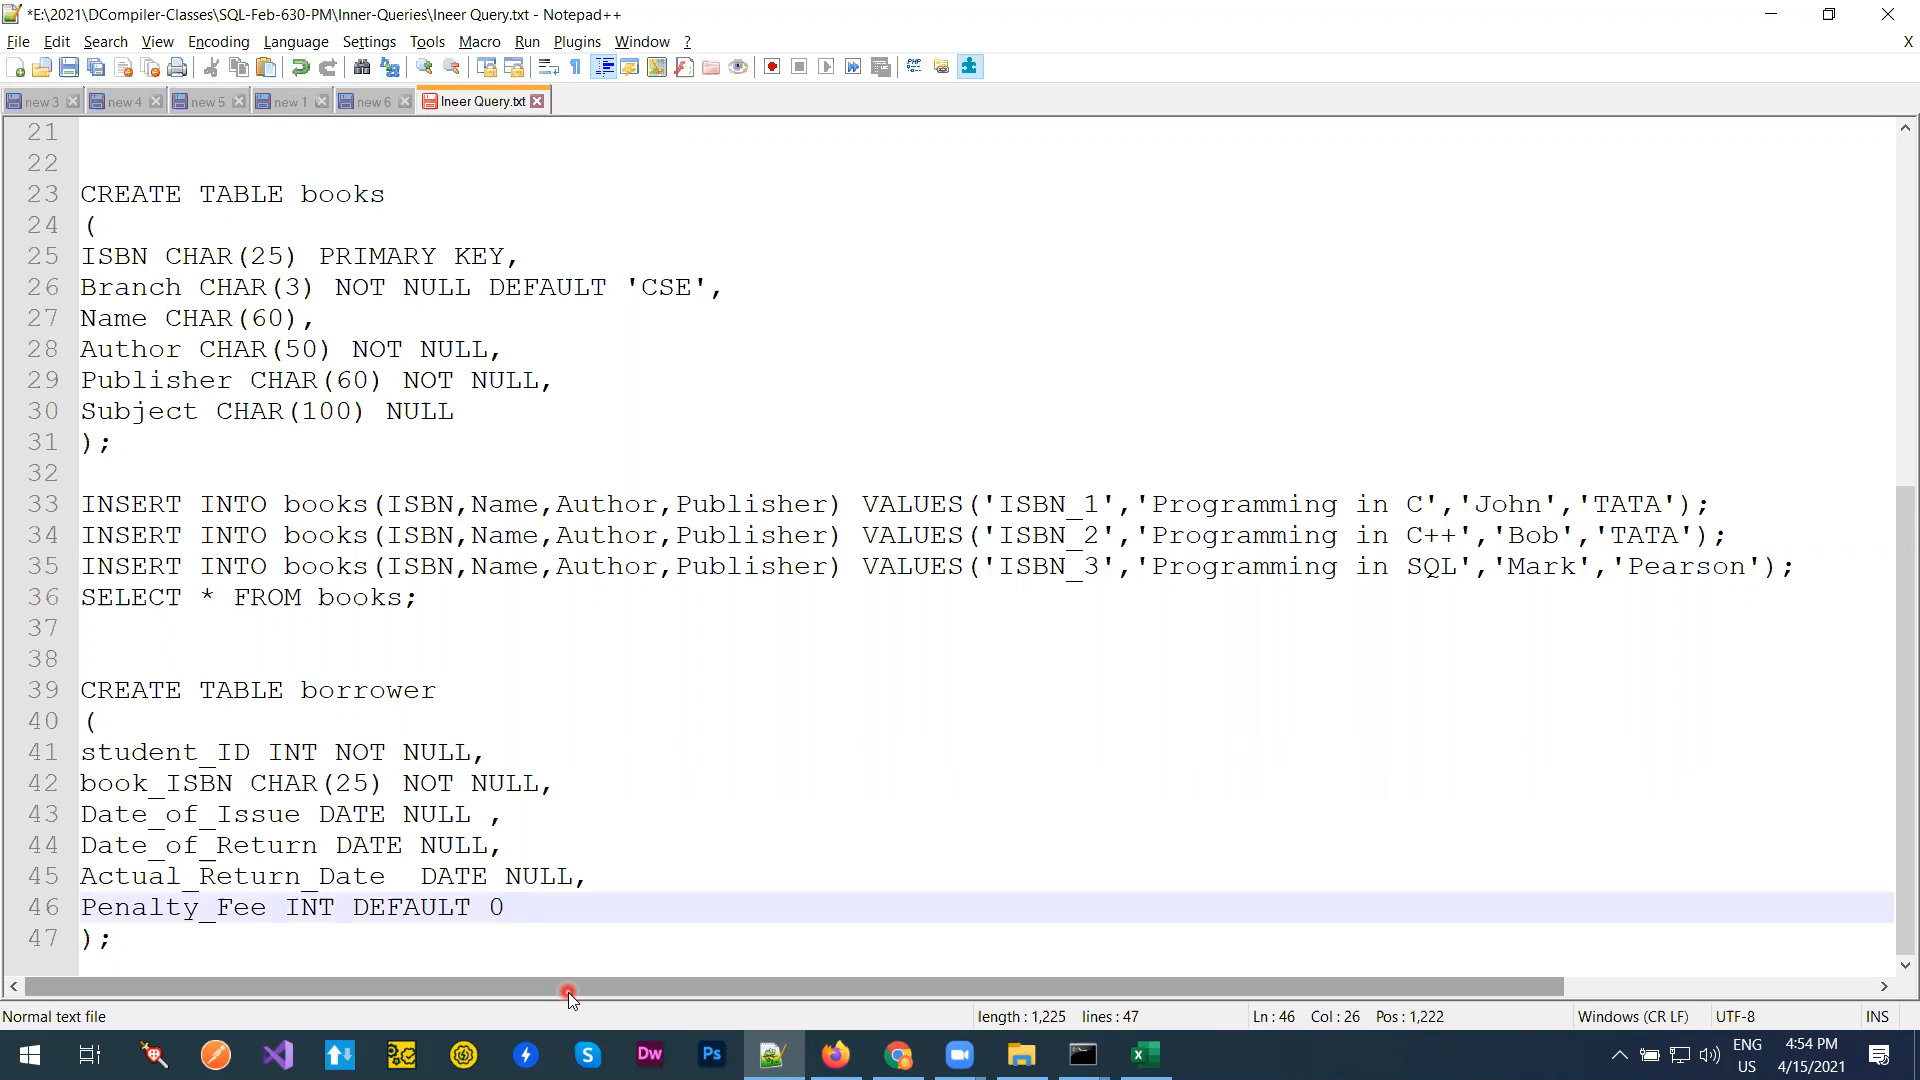 *E:\2021\DCompiler-Classes\SQL-Feb-630-PM\Inner-Queries\Ineer Query.txt - Notepad++
File Edit Search View Encoding Language Settings Tools Macro Run Plugins Window ? X
new 3 new 4 new 5 new 1 new 6 Ineer Query.txt
21
22
23 CREATE TABLE books
24 (
25 ISBN CHAR(25) PRIMARY KEY,
26 Branch CHAR(3) NOT NULL DEFAULT 'CSE',
27 Name CHAR(60),
28 Author CHAR(50) NOT NULL,
29 Publisher CHAR(60) NOT NULL,
30 Subject CHAR(100) NULL
31 );
32
33 INSERT INTO books(ISBN,Name,Author,Publisher) VALUES('ISBN_1','Programming in C','John','TATA');
34 INSERT INTO books(ISBN,Name,Author,Publisher) VALUES('ISBN_2','Programming in C++','Bob','TATA');
35 INSERT INTO books(ISBN,Name,Author,Publisher) VALUES('ISBN_3','Programming in SQL','Mark','Pearson');
36 SELECT * FROM books;
37
38
39 CREATE TABLE borrower
40 (
41 student_ID INT NOT NULL,
42 book_ISBN CHAR(25) NOT NULL,
43 Date_of_Issue DATE NULL ,
44 Date_of_Return DATE NULL,
45 Actual_Return_Date  DATE NULL,
46 Penalty_Fee INT DEFAULT 0
47 );
Normal text file length : 1,225 lines : 47 Ln : 46 Col : 26 Pos : 1,222 Windows (CR LF) UTF-8 INS
Dw Ps ENG 4:54 PM
US 4/15/2021